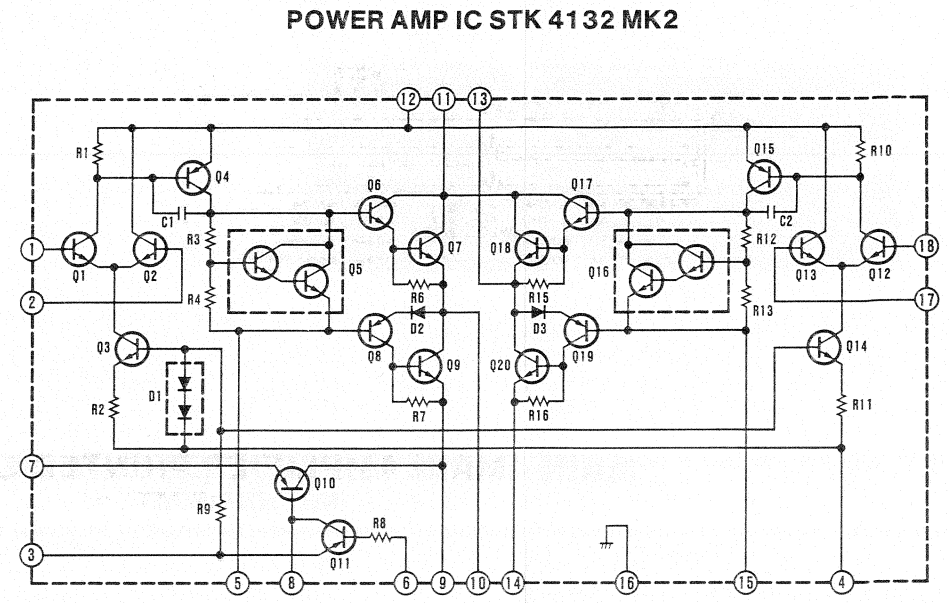 POWER AMP IC STK 4132 MK2
12 11 13
R1 Q15 R10
Q4 Q6 Q17
C1 C2
R3 R12
1 Q1 Q2 Q5 Q7 Q18 Q16 Q13 Q12 18
2 R4 R6 R15 R13 17
D2 D3
Q3 Q8 Q9 Q20 Q19 Q14
D1
R2 R7 R16 R11
7 Q10
R9 R8
3 Q11
5 8 6 9 10 14 16 15 4